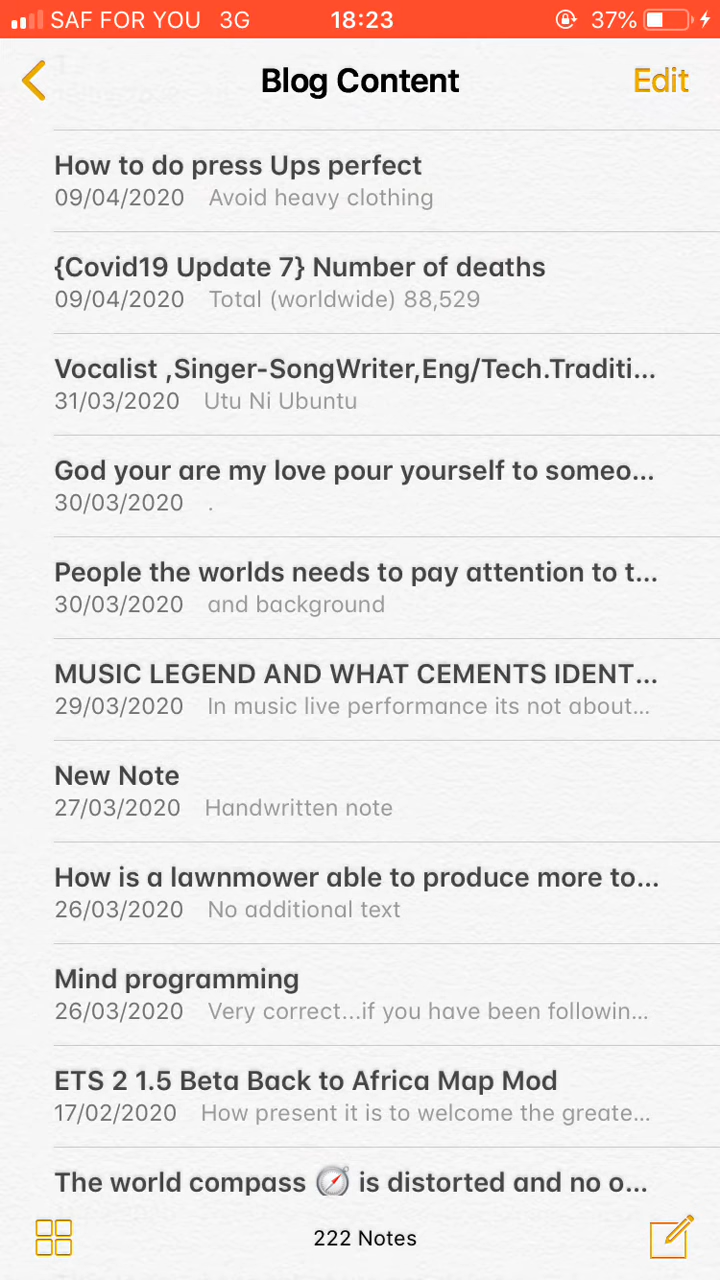 SAF FOR YOU 3G 18:23 37%
Blog Content Edit
How to do press Ups perfect
09/04/2020 Avoid heavy clothing
{Covid19 Update 7} Number of deaths
09/04/2020 Total (worldwide) 88,529
Vocalist ,Singer-SongWriter,Eng/Tech.Traditi...
31/03/2020 Utu Ni Ubuntu
God your are my love pour yourself to someo...
30/03/2020 .
People the worlds needs to pay attention to t...
30/03/2020 and background
MUSIC LEGEND AND WHAT CEMENTS IDENT...
29/03/2020 In music live performance its not about...
New Note
27/03/2020 Handwritten note
How is a lawnmower able to produce more to...
26/03/2020 No additional text
Mind programming
26/03/2020 Very correct...if you have been followin...
ETS 2 1.5 Beta Back to Africa Map Mod
17/02/2020 How present it is to welcome the greate...
The world compass 🧭 is distorted and no o...
222 Notes